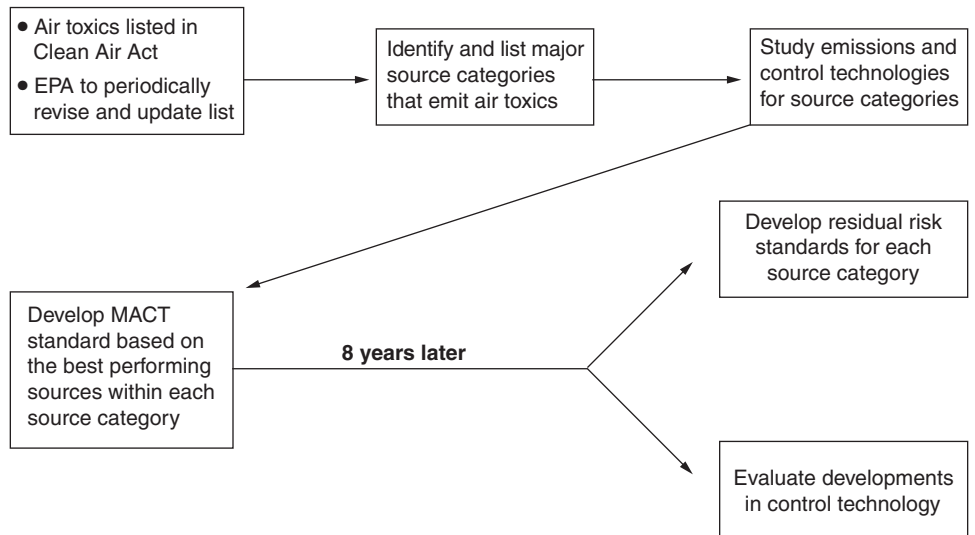 ● Air toxics listed in
Clean Air Act
● EPA to periodically
revise and update list
Identify and list major
source categories
that emit air toxics
Study emissions and
control technologies
for source categories
Develop MACT
standard based on
the best performing
sources within each
source category
8 years later
Develop residual risk
standards for each
source category
Evaluate developments
in control technology